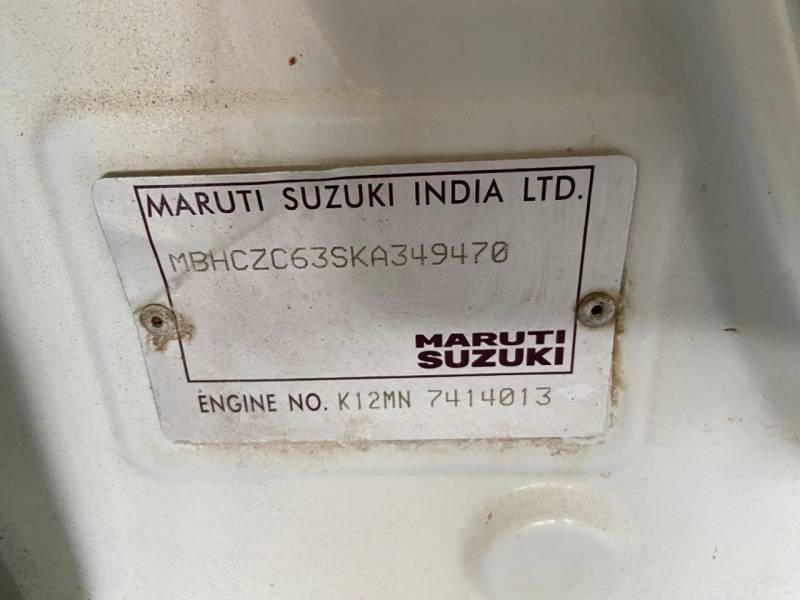 MARUTI SUZUKI INDIA LTD.
MBHCZC63SKA349470
MARUTI
SUZUKI
ENGINE NO. K12MN 7414013